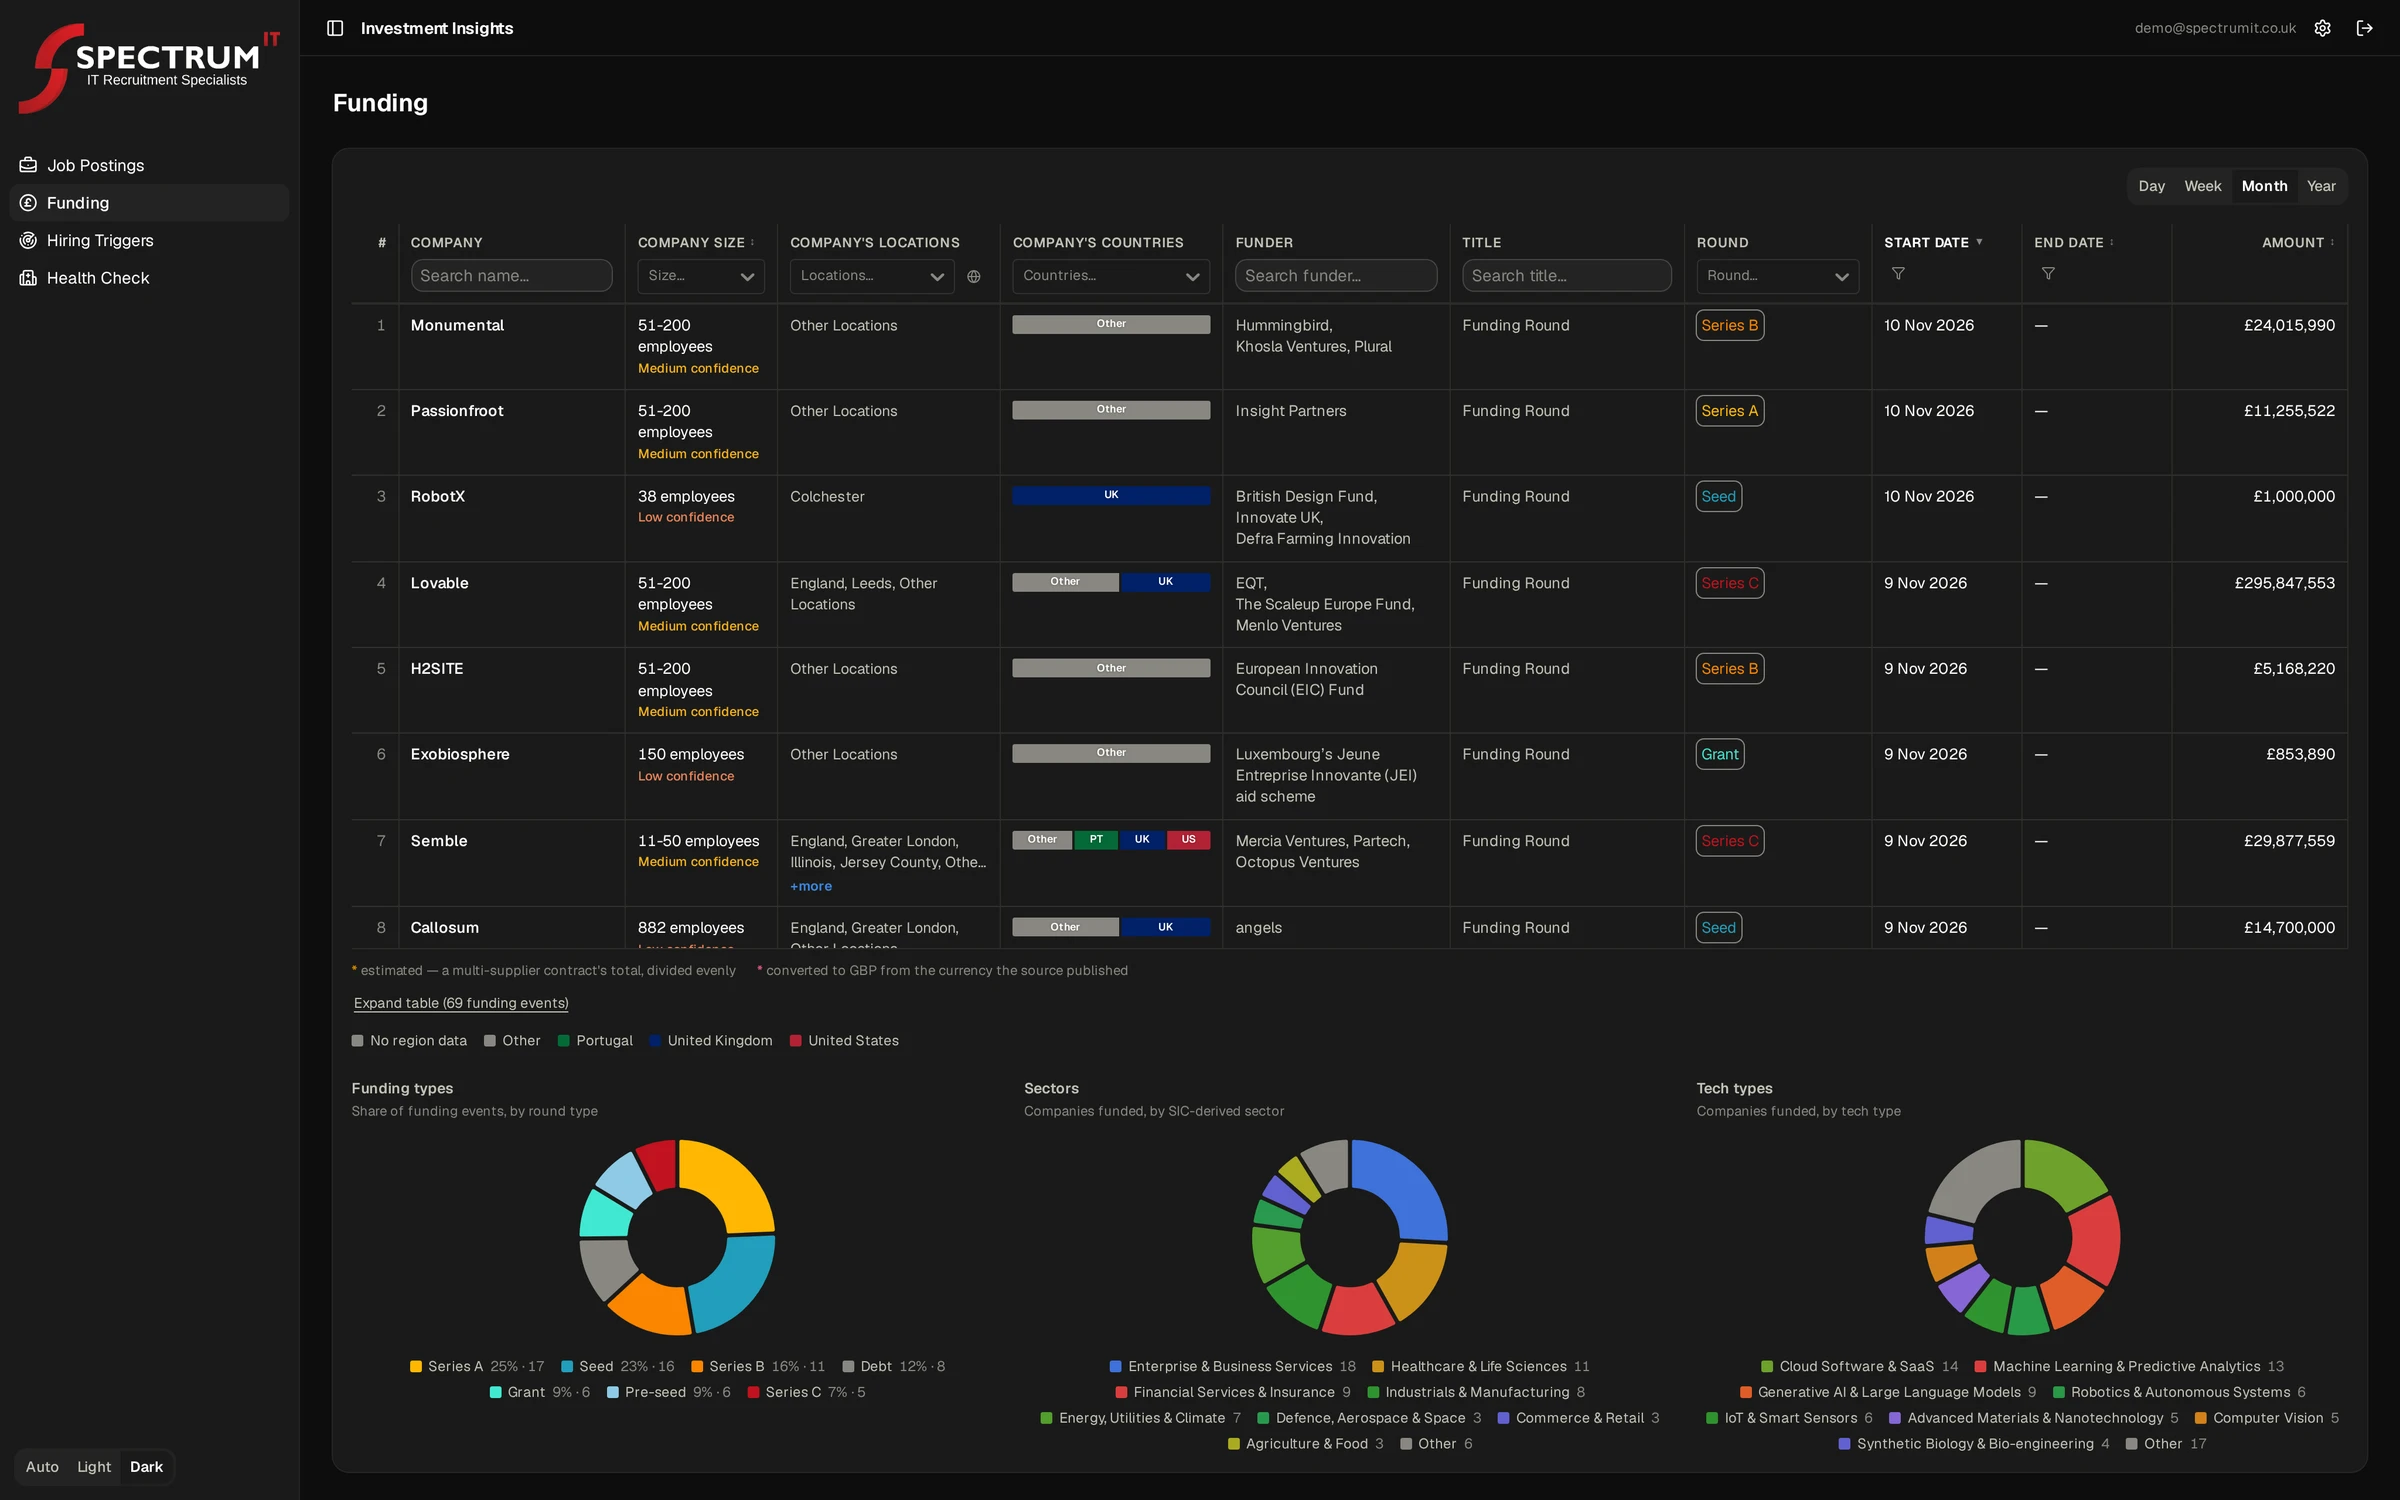 SPECTRUM IT
IT Recruitment Specialists
Job Postings
Funding
Hiring Triggers
Health Check
Auto Light Dark
Investment Insights
demo@spectrumit.co.uk
Funding
Day Week Month Year
# COMPANY COMPANY SIZE COMPANY'S LOCATIONS COMPANY'S COUNTRIES FUNDER TITLE ROUND START DATE END DATE AMOUNT
Search name... Size... Locations... Countries... Search funder... Search title... Round...
1 Monumental 51-200 Other Locations Other Hummingbird, Funding Round Series B 10 Nov 2026 — £24,015,990
employees Khosla Ventures, Plural
Medium confidence
2 Passionfroot 51-200 Other Locations Other Insight Partners Funding Round Series A 10 Nov 2026 — £11,255,522
employees
Medium confidence
3 RobotX 38 employees Colchester UK British Design Fund, Funding Round Seed 10 Nov 2026 — £1,000,000
Low confidence Innovate UK,
Defra Farming Innovation
4 Lovable 51-200 England, Leeds, Other Other UK EQT, Funding Round Series C 9 Nov 2026 — £295,847,553
employees Locations The Scaleup Europe Fund,
Medium confidence Menlo Ventures
5 H2SITE 51-200 Other Locations Other European Innovation Funding Round Series B 9 Nov 2026 — £5,168,220
employees Council (EIC) Fund
Medium confidence
6 Exobiosphere 150 employees Other Locations Other Luxembourg’s Jeune Funding Round Grant 9 Nov 2026 — £853,890
Low confidence Entreprise Innovante (JEI)
aid scheme
7 Semble 11-50 employees England, Greater London, Other PT UK US Mercia Ventures, Partech, Funding Round Series C 9 Nov 2026 — £29,877,559
Medium confidence Illinois, Jersey County, Othe... Octopus Ventures
+more
8 Callosum 882 employees England, Greater London, Other UK angels Funding Round Seed 9 Nov 2026 — £14,700,000
Low confidence Other Locations
* estimated — a multi-supplier contract's total, divided evenly * converted to GBP from the currency the source published
Expand table (69 funding events)
No region data Other Portugal United Kingdom United States
Funding types
Share of funding events, by round type
Series A 25% · 17 Seed 23% · 16 Series B 16% · 11 Debt 12% · 8
Grant 9% · 6 Pre-seed 9% · 6 Series C 7% · 5
Sectors
Companies funded, by SIC-derived sector
Enterprise & Business Services 18 Healthcare & Life Sciences 11
Financial Services & Insurance 9 Industrials & Manufacturing 8
Energy, Utilities & Climate 7 Defence, Aerospace & Space 3 Commerce & Retail 3
Agriculture & Food 3 Other 6
Tech types
Companies funded, by tech type
Cloud Software & SaaS 14 Machine Learning & Predictive Analytics 13
Generative AI & Large Language Models 9 Robotics & Autonomous Systems 6
IoT & Smart Sensors 6 Advanced Materials & Nanotechnology 5 Computer Vision 5
Synthetic Biology & Bio-engineering 4 Other 17